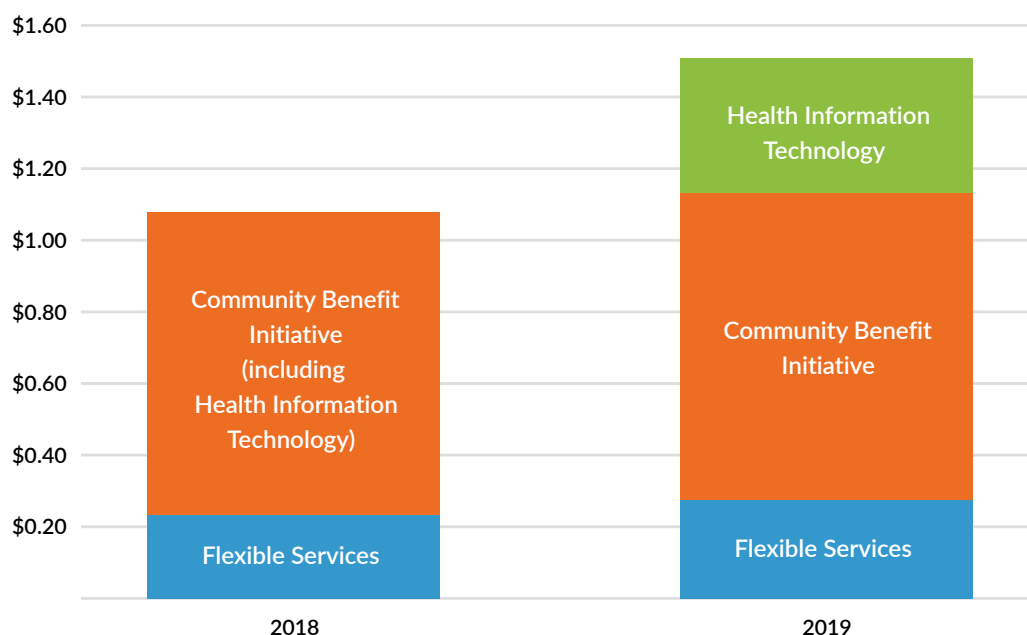 $1.60
$1.40
$1.20
$1.00
$0.80
$0.60
$0.40
$0.20
Community Benefit
Initiative
(including
Health Information
Technology)
Flexible Services
Health Information
Technology
Community Benefit
Initiative
Flexible Services
2018
2019